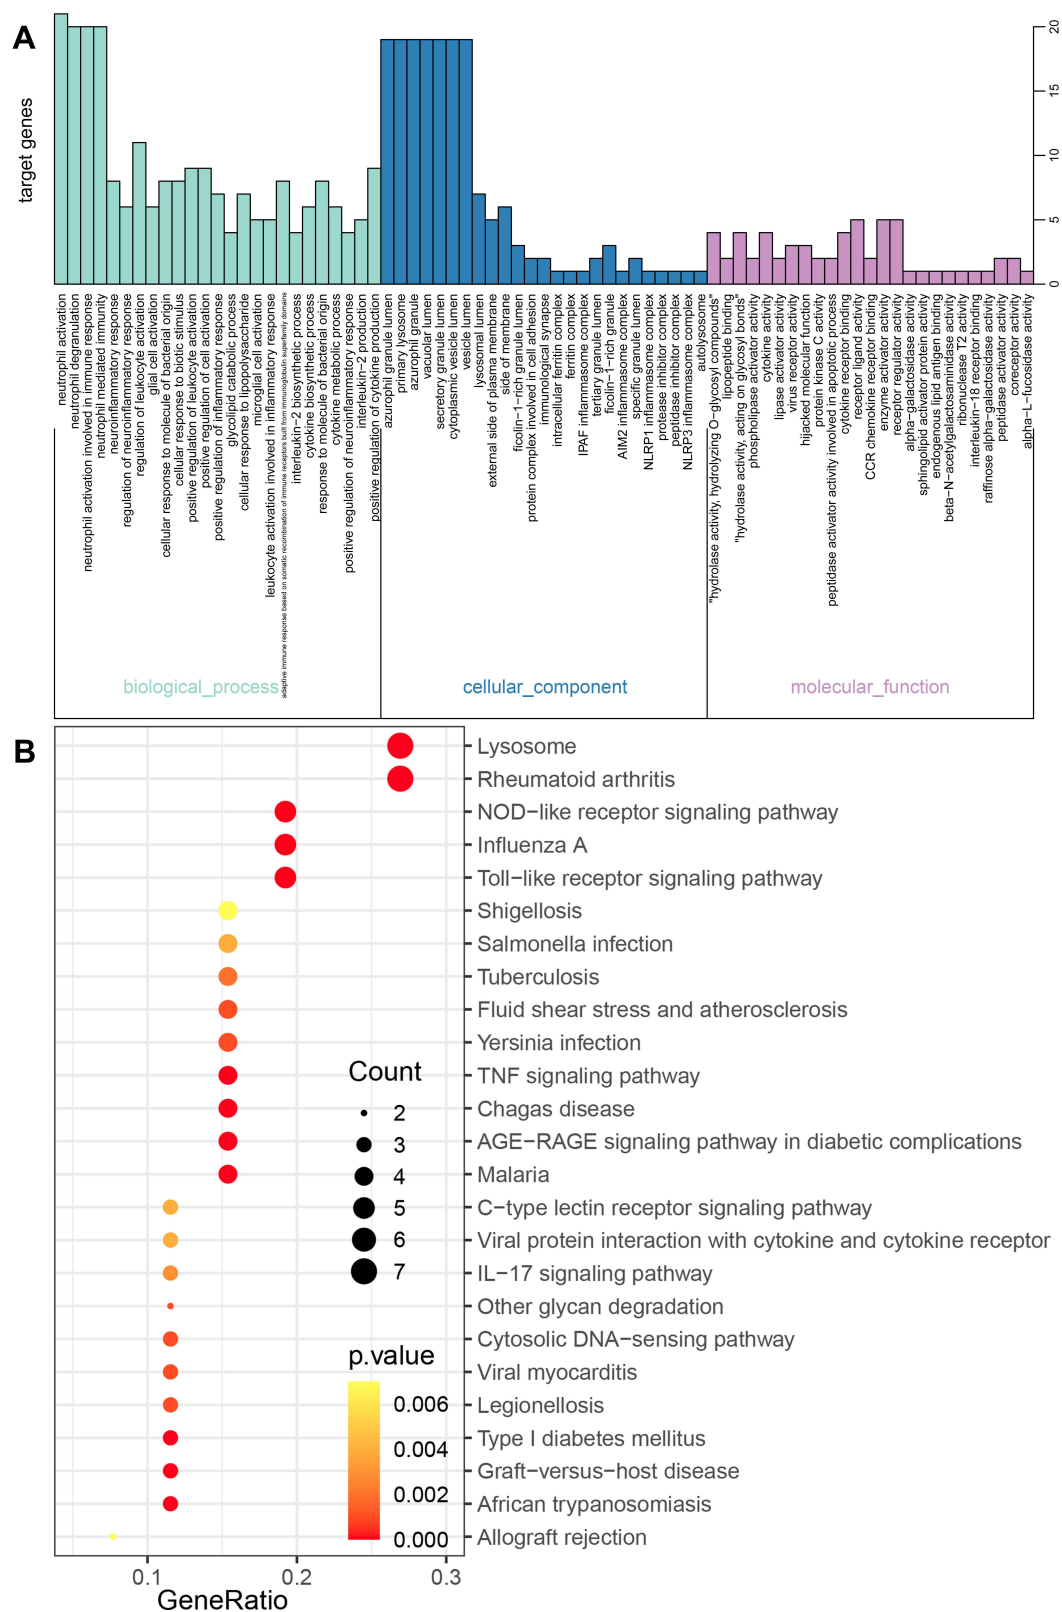 A
target genes
0
5
10
15
20
neutrophil activation
neutrophil degranulation
neutrophil activation involved in immune response
neutrophil mediated immunity
neuroinflammatory response
regulation of neuroinflammatory response
regulation of leukocyte activation
glial cell activation
cellular response to molecule of bacterial origin
cellular response to biotic stimulus
positive regulation of leukocyte activation
positive regulation of cell activation
positive regulation of inflammatory response
glycolipid catabolic process
cellular response to lipopolysaccharide
microglial cell activation
leukocyte activation involved in inflammatory response
adaptive immune response based on somatic recombination of immune receptors built from immunoglobulin superfamily domains
interleukin−2 biosynthetic process
cytokine biosynthetic process
response to molecule of bacterial origin
cytokine metabolic process
positive regulation of neuroinflammatory response
interleukin−2 production
positive regulation of cytokine production
azurophil granule lumen
primary lysosome
azurophil granule
vacuolar lumen
secretory granule lumen
cytoplasmic vesicle lumen
vesicle lumen
lysosomal lumen
external side of plasma membrane
side of membrane
ficolin−1−rich granule lumen
protein complex involved in cell adhesion
immunological synapse
intracellular ferritin complex
ferritin complex
IPAF inflammasome complex
tertiary granule lumen
ficolin−1−rich granule
AIM2 inflammasome complex
specific granule lumen
NLRP1 inflammasome complex
protease inhibitor complex
peptidase inhibitor complex
NLRP3 inflammasome complex
autolysosome
"hydrolase activity, hydrolyzing O−glycosyl compounds"
lipopeptide binding
"hydrolase activity, acting on glycosyl bonds"
phospholipase activator activity
cytokine activity
lipase activator activity
virus receptor activity
hijacked molecular function
protein kinase C activity
peptidase activator activity involved in apoptotic process
cytokine receptor binding
receptor ligand activity
CCR chemokine receptor binding
enzyme activator activity
receptor regulator activity
alpha−galactosidase activity
sphingolipid activator protein activity
endogenous lipid antigen binding
beta−N−acetylgalactosaminidase activity
ribonuclease T2 activity
interleukin−18 receptor binding
raffinose alpha−galactosidase activity
peptidase activator activity
coreceptor activity
alpha−L−fucosidase activity
biological_process
cellular_component
molecular_function
B
Lysosome
Rheumatoid arthritis
NOD−like receptor signaling pathway
Influenza A
Toll−like receptor signaling pathway
Shigellosis
Salmonella infection
Tuberculosis
Fluid shear stress and atherosclerosis
Yersinia infection
TNF signaling pathway
Chagas disease
AGE−RAGE signaling pathway in diabetic complications
Malaria
C−type lectin receptor signaling pathway
Viral protein interaction with cytokine and cytokine receptor
IL−17 signaling pathway
Other glycan degradation
Cytosolic DNA−sensing pathway
Viral myocarditis
Legionellosis
Type I diabetes mellitus
Graft−versus−host disease
African trypanosomiasis
Allograft rejection
Count
2
3
4
5
6
7
p.value
0.006
0.004
0.002
0.000
0.1
0.2
0.3
GeneRatio